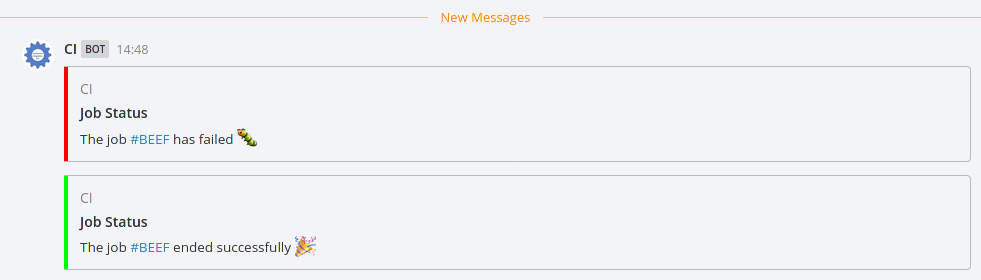 New Messages
CI BOT 14:48
CI
Job Status
The job #BEEF has failed 🐛
CI
Job Status
The job #BEEF ended successfully 🎉